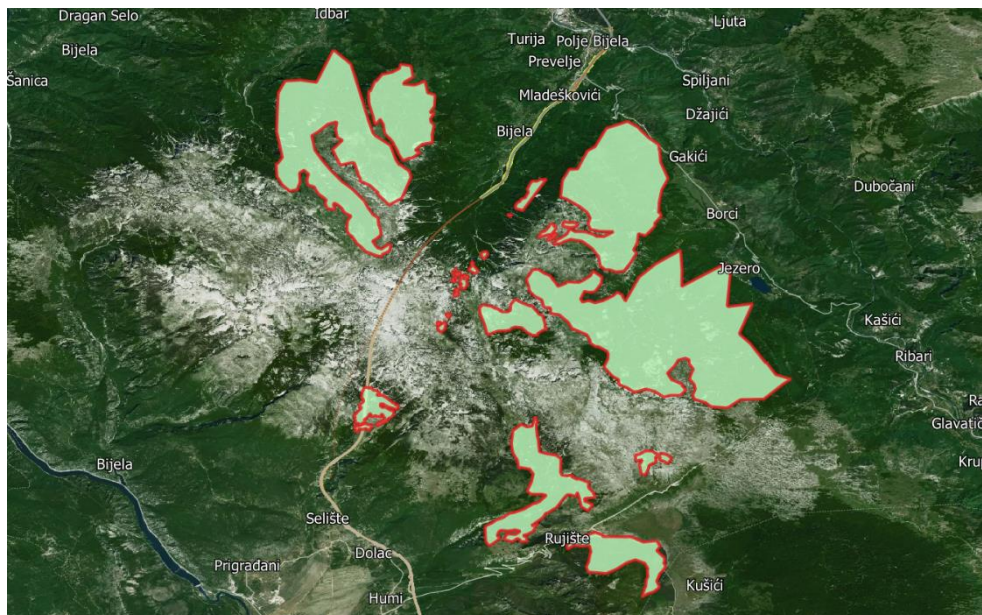 Idbar
Dragan Selo
Ljuta
Turija
Polje Bijela
Bijela
Prevelje
Šanica
Spiljani
Mladeškovići
Džajići
Bijela
Gakići
Dubočani
Borci
Jezero
Kašići
Ribari
Glavatič
Bijela
Krup
Selište
Rujište
Dolac
Prigrađani
Kušići
Humi